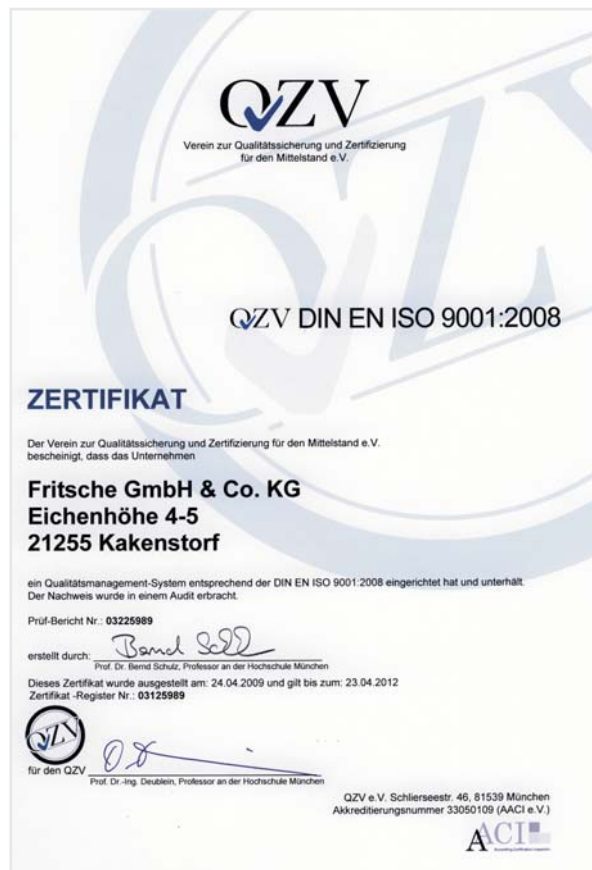 QZV
Verein zur Qualitätssicherung und Zertifizierung
für den Mittelstand e.V.
QZV DIN EN ISO 9001:2008
ZERTIFIKAT
Der Verein zur Qualitätssicherung und Zertifizierung für den Mittelstand e.V.
bescheinigt, dass das Unternehmen
Fritsche GmbH & Co. KG
Eichenhöhe 4-5
21255 Kakenstorf
ein Qualitätsmanagement-System entsprechend der DIN EN ISO 9001:2008 eingerichtet hat und unterhält.
Der Nachweis wurde in einem Audit erbracht.
Prüf-Bericht Nr.: 03225989
erstellt durch:
Prof. Dr. Bernd Schulz, Professor an der Hochschule München
Dieses Zertifikat wurde ausgestellt am: 24.04.2009 und gilt bis zum: 23.04.2012
Zertifikat -Register Nr.: 03125989
QZV
für den QZV
Prof. Dr.-Ing. Deublein, Professor an der Hochschule München
QZV e.V. Schlierseestr. 46, 81539 München
Akkreditierungsnummer 33050109 (AACI e.V.)
AACI